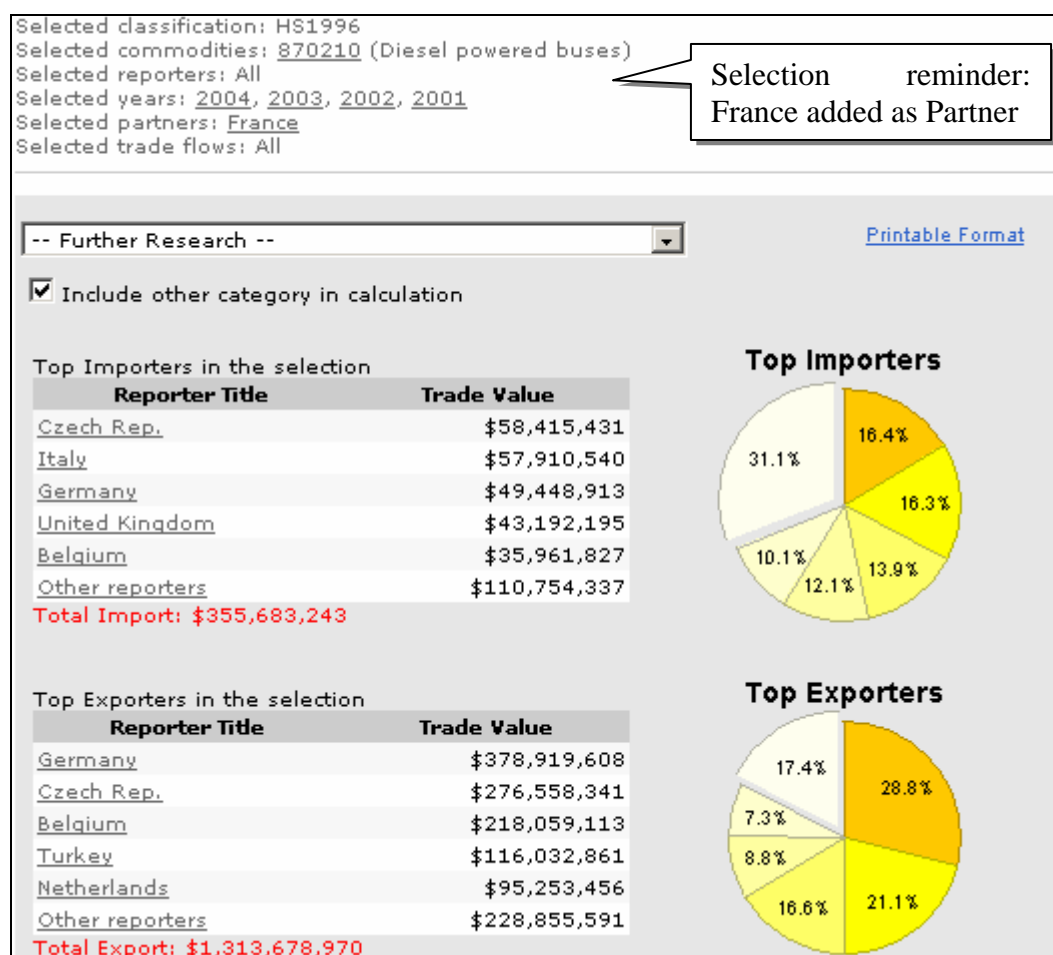 Selected classification: HS1996
Selected commodities: 870210 (Diesel powered buses)
Selected reporters: All
Selected years: 2004, 2003, 2002, 2001
Selected partners: France
Selected trade flows: All
Selection reminder:
France added as Partner
-- Further Research --
Printable Format
Include other category in calculation
Top Importers in the selection
Reporter Title Trade Value
Czech Rep. $58,415,431
Italy $57,910,540
Germany $49,448,913
United Kingdom $43,192,195
Belgium $35,961,827
Other reporters $110,754,337
Total Import: $355,683,243
Top Importers
16.4%
31.1%
16.3%
10.1%
13.9%
12.1%
Top Exporters in the selection
Reporter Title Trade Value
Germany $378,919,608
Czech Rep. $276,558,341
Belgium $218,059,113
Turkey $116,032,861
Netherlands $95,253,456
Other reporters $228,855,591
Total Export: $1,313,678,970
Top Exporters
17.4%
28.8%
7.3%
8.8%
16.6%
21.1%